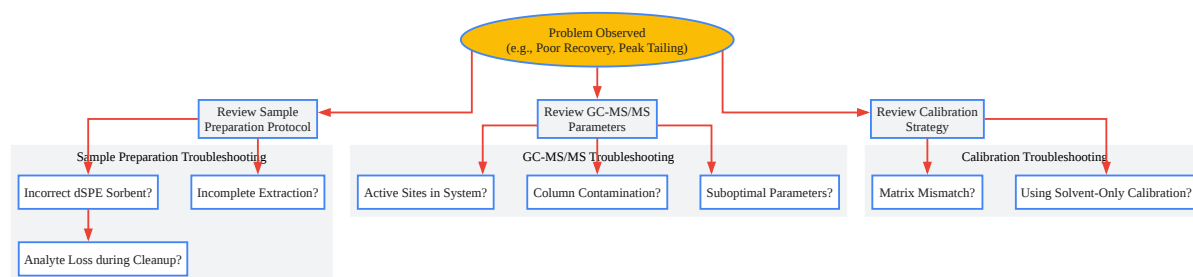 Problem Observed
(e.g., Poor Recovery, Peak Tailing)
Review Sample
Preparation Protocol
Review GC-MS/MS
Parameters
Review Calibration
Strategy
Sample Preparation Troubleshooting
GC-MS/MS Troubleshooting
Calibration Troubleshooting
Incorrect dSPE Sorbent?
Incomplete Extraction?
Active Sites in System?
Column Contamination?
Suboptimal Parameters?
Matrix Mismatch?
Using Solvent-Only Calibration?
Analyte Loss during Cleanup?